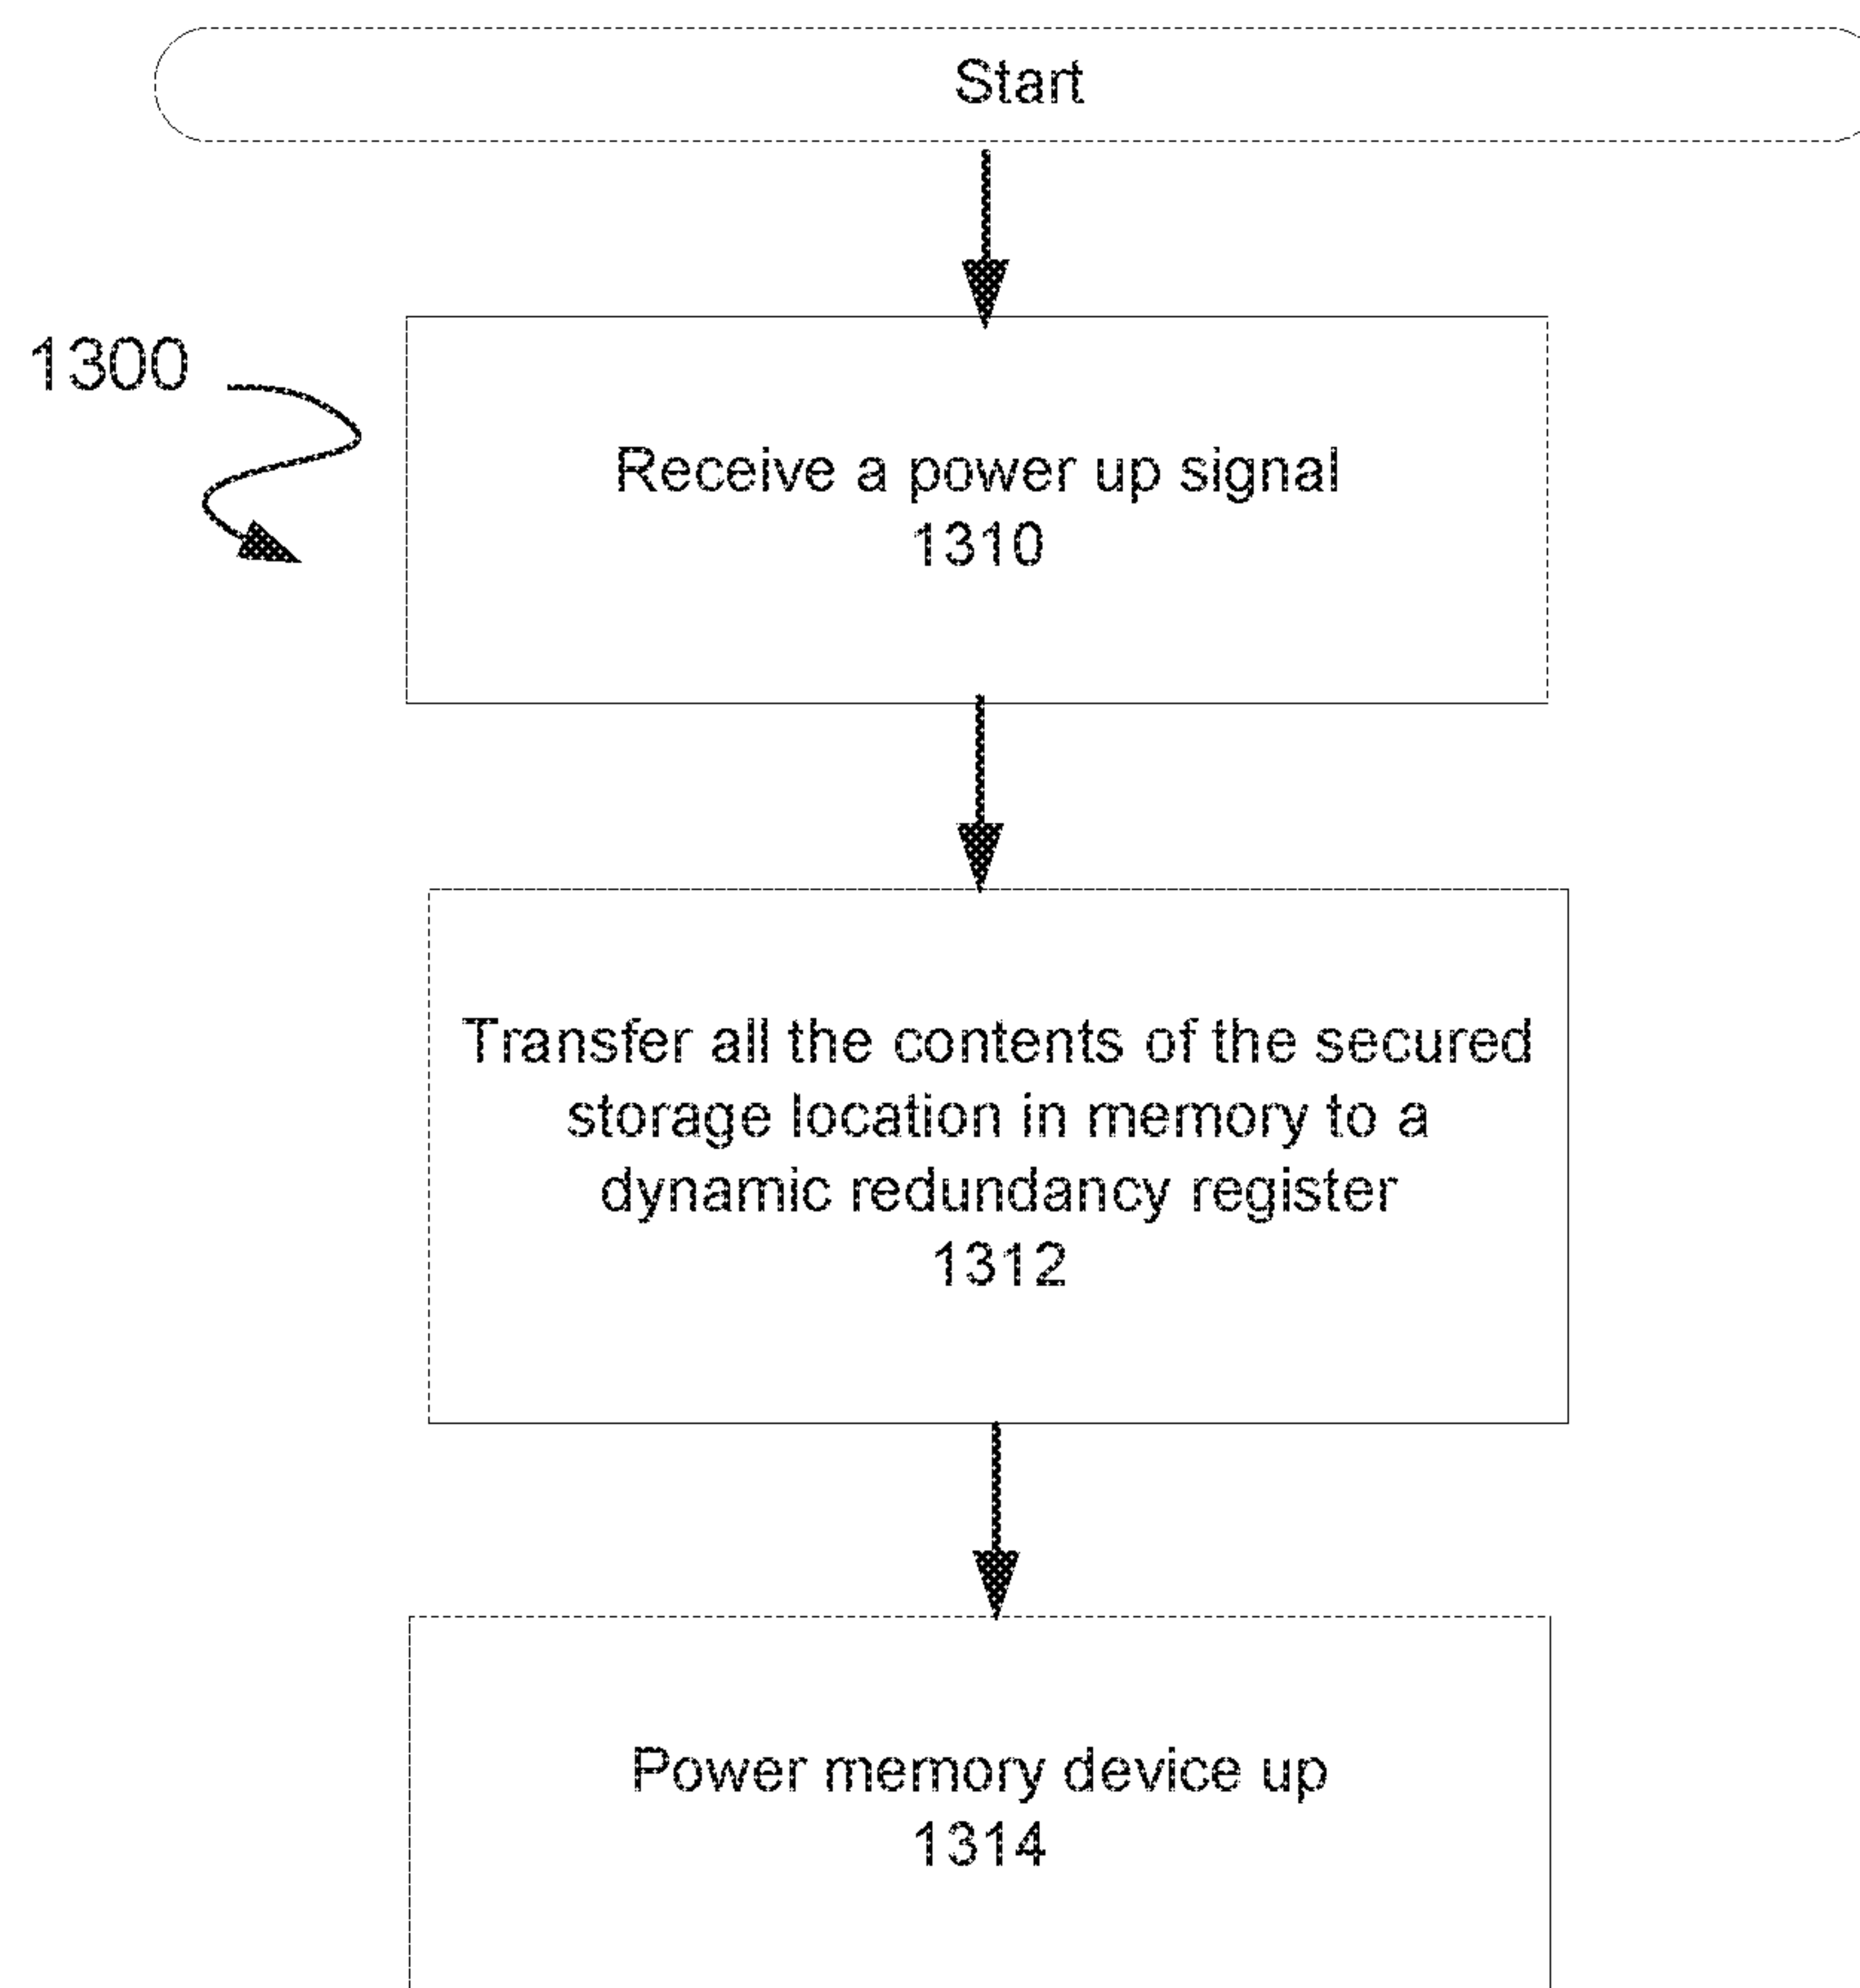 Start
1300
Receive a power up signal
1310
Transfer all the contents of the secured
storage location in memory to a
dynamic redundancy register
1312
Power memory device up
1314